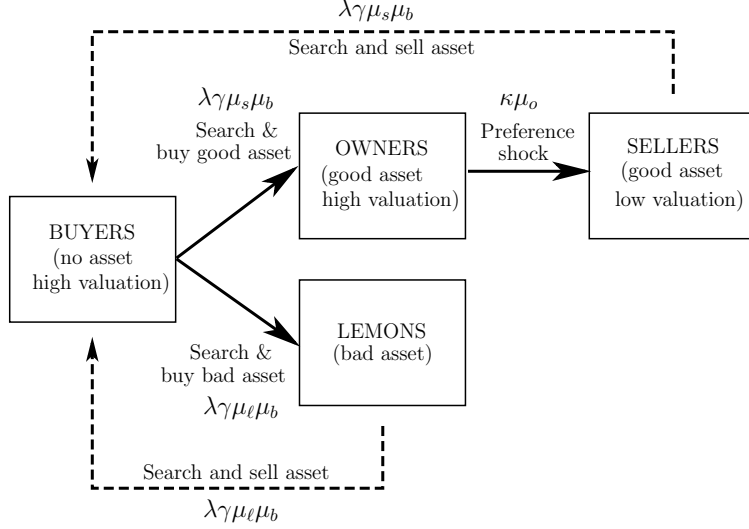 λγμ_sμ_b
Search and sell asset
λγμ_sμ_b
Search &
buy good asset
κμ_o
Preference
shock
OWNERS
(good asset
high valuation)
SELLERS
(good asset
low valuation)
BUYERS
(no asset
high valuation)
LEMONS
(bad asset)
Search &
buy bad asset
λγμ_ℓμ_b
Search and sell asset
λγμ_ℓμ_b